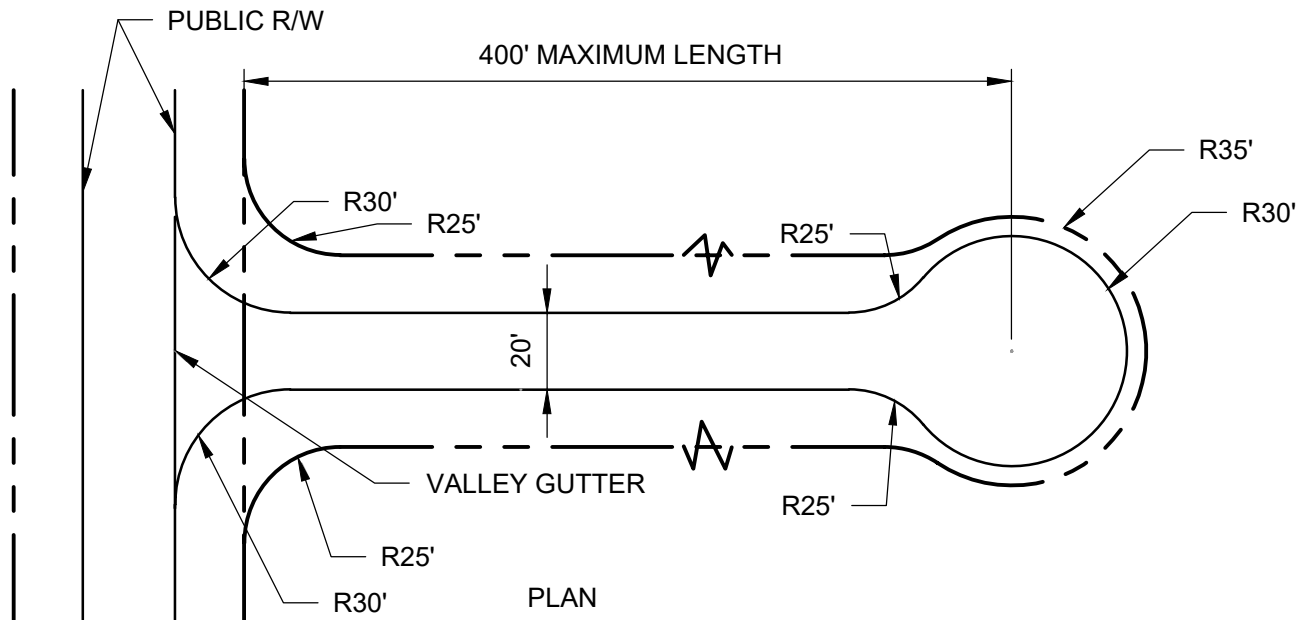 PUBLIC R/W
400' MAXIMUM LENGTH
R35'
R30'
R30'
R25'
R25'
20'
VALLEY GUTTER
R25'
R25'
R30'
PLAN